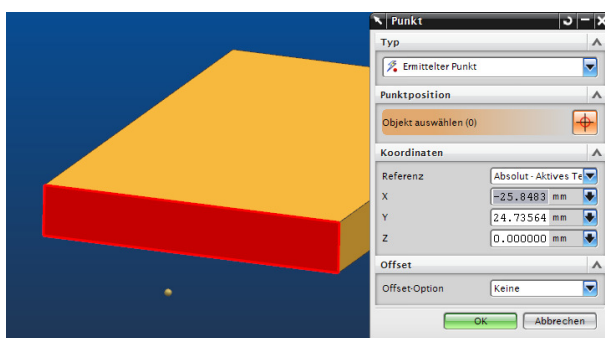 Punkt
Typ
Ermittelter Punkt
Punktposition
Objekt auswählen (0)
Koordinaten
Referenz Absolut - Aktives Te
X -25.8483 mm
Y 24.73564 mm
Z 0.000000 mm
Offset
Offset-Option Keine
OK Abbrechen